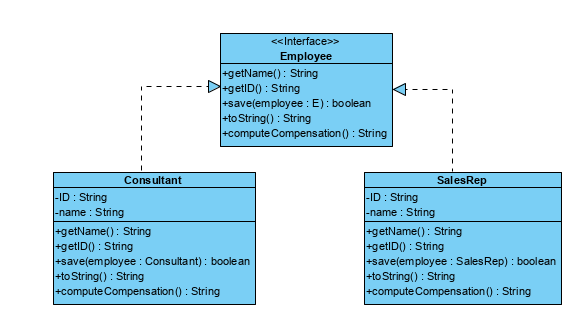 <<Interface>>
Employee
+getName() : String
+getID() : String
+save(employee : E) : boolean
+toString() : String
+computeCompensation() : String
Consultant
-ID : String
-name : String
+getName() : String
+getID() : String
+save(employee : Consultant) : boolean
+toString() : String
+computeCompensation() : String
SalesRep
-ID : String
-name : String
+getName() : String
+getID() : String
+save(employee : SalesRep) : boolean
+toString() : String
+computeCompensation() : String